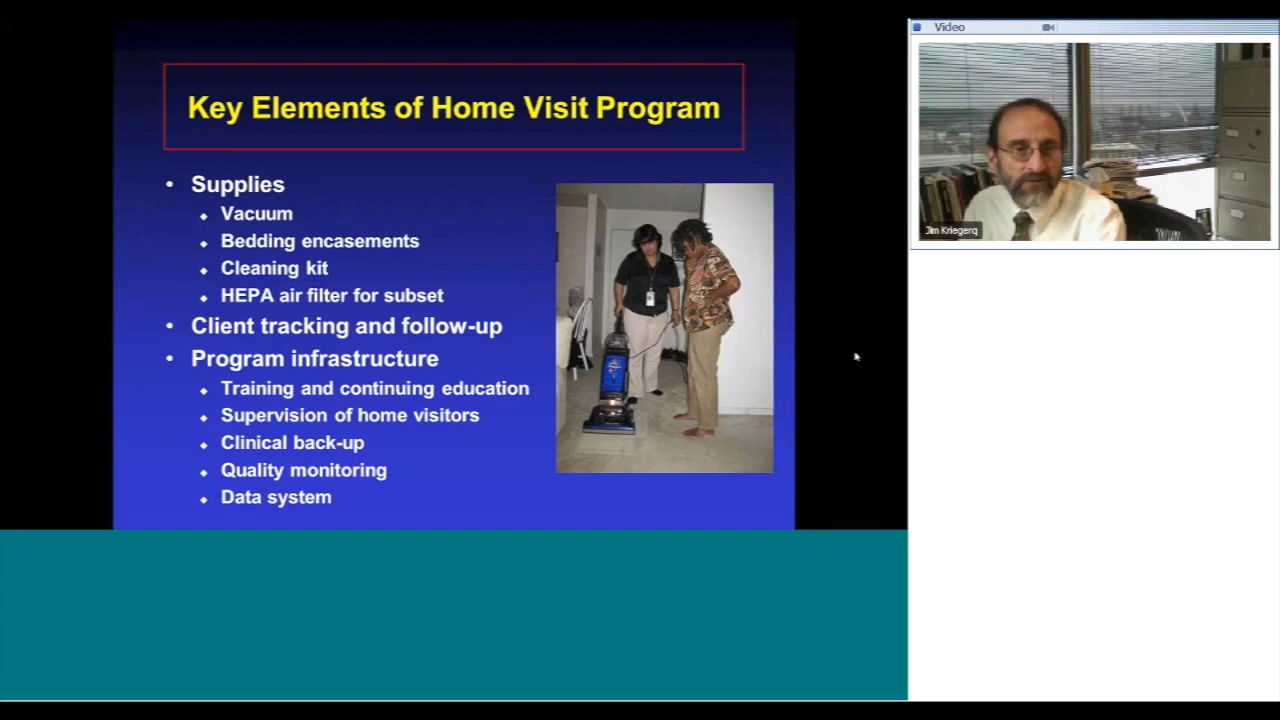 Key Elements of Home Visit Program
• Supplies
Vacuum
Bedding encasements
Cleaning kit
HEPA air filter for subset
• Client tracking and follow-up
• Program infrastructure
Training and continuing education
Supervision of home visitors
Clinical back-up
Quality monitoring
Data system
Video
Jim Kriegerq